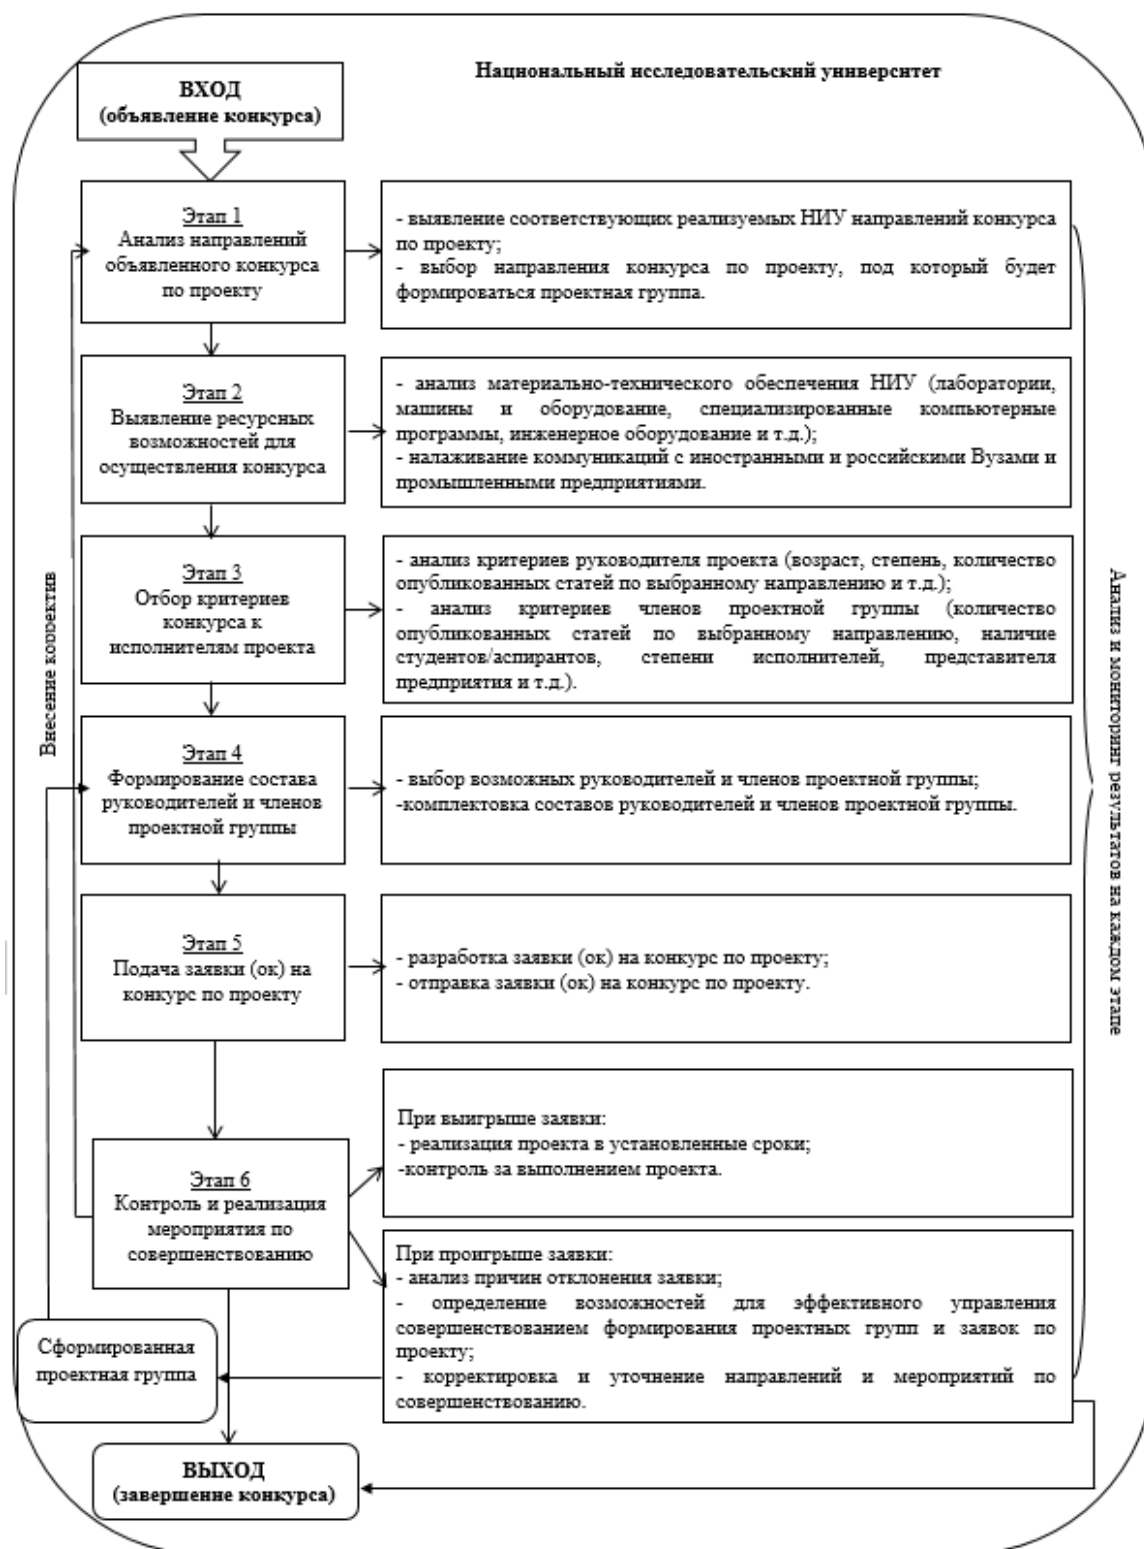 Национальный исследовательский университет
ВХОД
(объявление конкурса)
Этап 1
Анализ направлений
объявленного конкурса
по проекту
- выявление соответствующих реализуемых НИУ направлений конкурса
по проекту;
- выбор направления конкурса по проекту, под который будет
формироваться проектная группа.
Этап 2
Выявление ресурсных
возможностей для
осуществления конкурса
- анализ материально-технического обеспечения НИУ (лаборатории,
машины и оборудование, специализированные компьютерные
программы, инженерное оборудование и т.д.);
- налаживание коммуникаций с иностранными и российскими Вузами и
промышленными предприятиями.
Этап 3
Отбор критериев
конкурса к
исполнителям проекта
- анализ критериев руководителя проекта (возраст, степень, количество
опубликованных статей по выбранному направлению и т.д.);
- анализ критериев членов проектной группы (количество
опубликованных статей по выбранному направлению, наличие
студентов/аспирантов, степени исполнителей, представителя
предприятия и т.д.).
Этап 4
Формирование состава
руководителей и членов
проектной группы
- выбор возможных руководителей и членов проектной группы;
-комплектовка составов руководителей и членов проектной группы.
Этап 5
Подача заявки (ок) на
конкурс по проекту
- разработка заявки (ок) на конкурс по проекту;
- отправка заявки (ок) на конкурс по проекту.
Этап 6
Контроль и реализация
мероприятия по
совершенствованию
При выигрыше заявки:
- реализация проекта в установленные сроки;
-контроль за выполнением проекта.
При проигрыше заявки:
- анализ причин отклонения заявки;
- определение возможностей для эффективного управления
совершенствованием формирования проектных групп и заявок по
проекту;
- корректировка и уточнение направлений и мероприятий по
совершенствованию.
Сформированная
проектная группа
ВЫХОД
(завершение конкурса)
Внесение корректив
Анализ и мониторинг результатов на каждом этапе